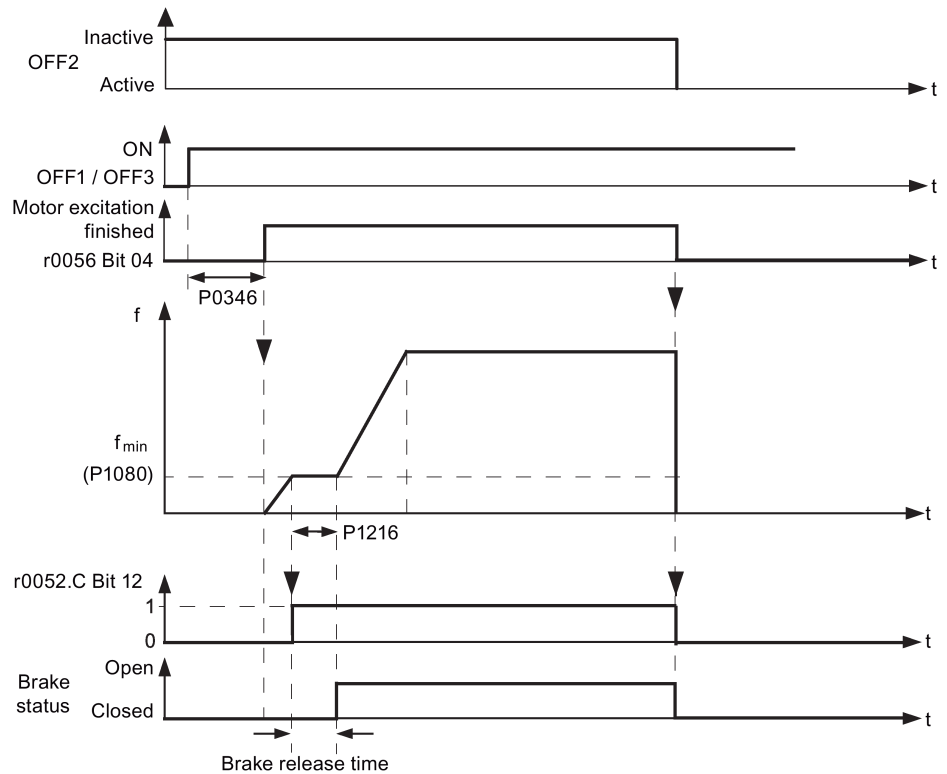 Inactive
OFF2
Active
t
ON
OFF1 / OFF3
t
Motor excitation
finished
r0056 Bit 04
t
P0346
f
fmin
(P1080)
t
P1216
r0052.C Bit 12
1
0
t
Open
Brake
status
Closed
t
Brake release time